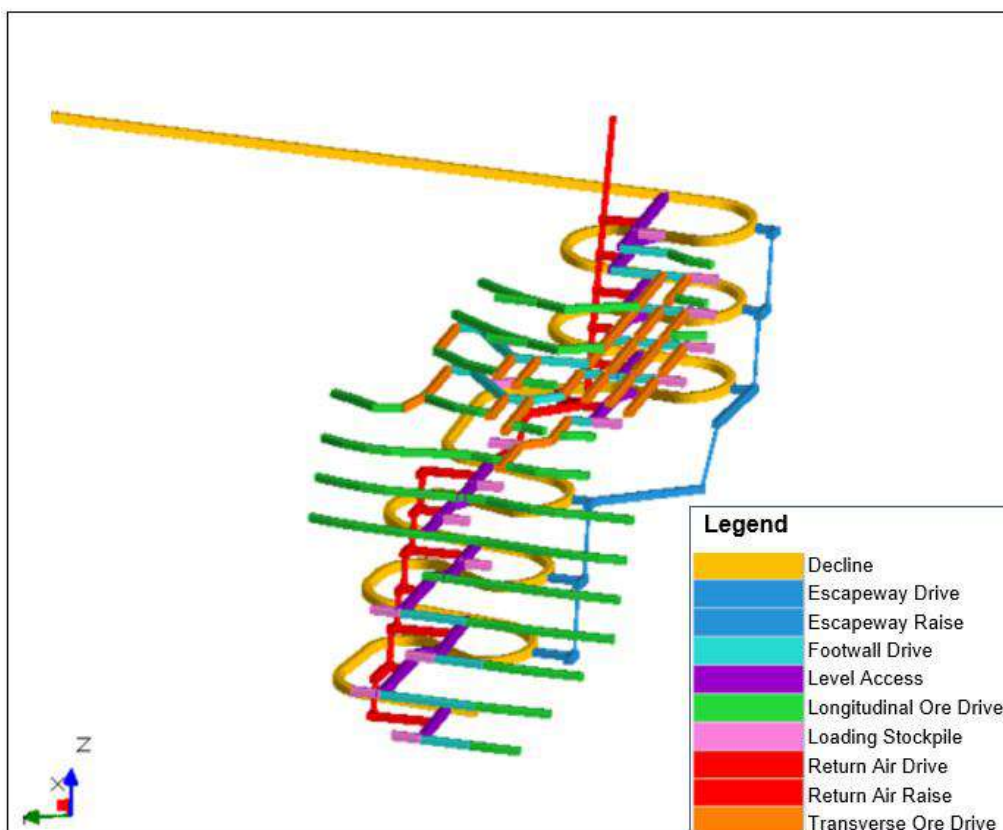 Z
X
Legend
Decline
Escapeway Drive
Escapeway Raise
Footwall Drive
Level Access
Longitudinal Ore Drive
Loading Stockpile
Return Air Drive
Return Air Raise
Transverse Ore Drive